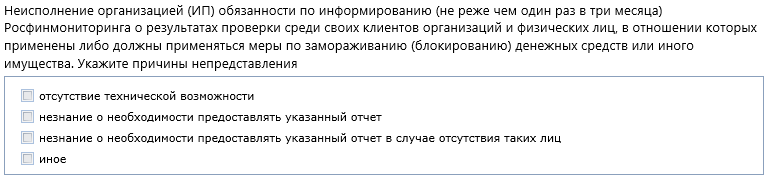 Неисполнение организацией (ИП) обязанности по информированию (не реже чем один раз в три месяца)
Росфинмониторинга о результатах проверки среди своих клиентов организаций и физических лиц, в отношении которых
применены либо должны применяться меры по замораживанию (блокированию) денежных средств или иного
имущества. Укажите причины непредставления
отсутствие технической возможности
незнание о необходимости предоставлять указанный отчет
незнание о необходимости предоставлять указанный отчет в случае отсутствия таких лиц
иное